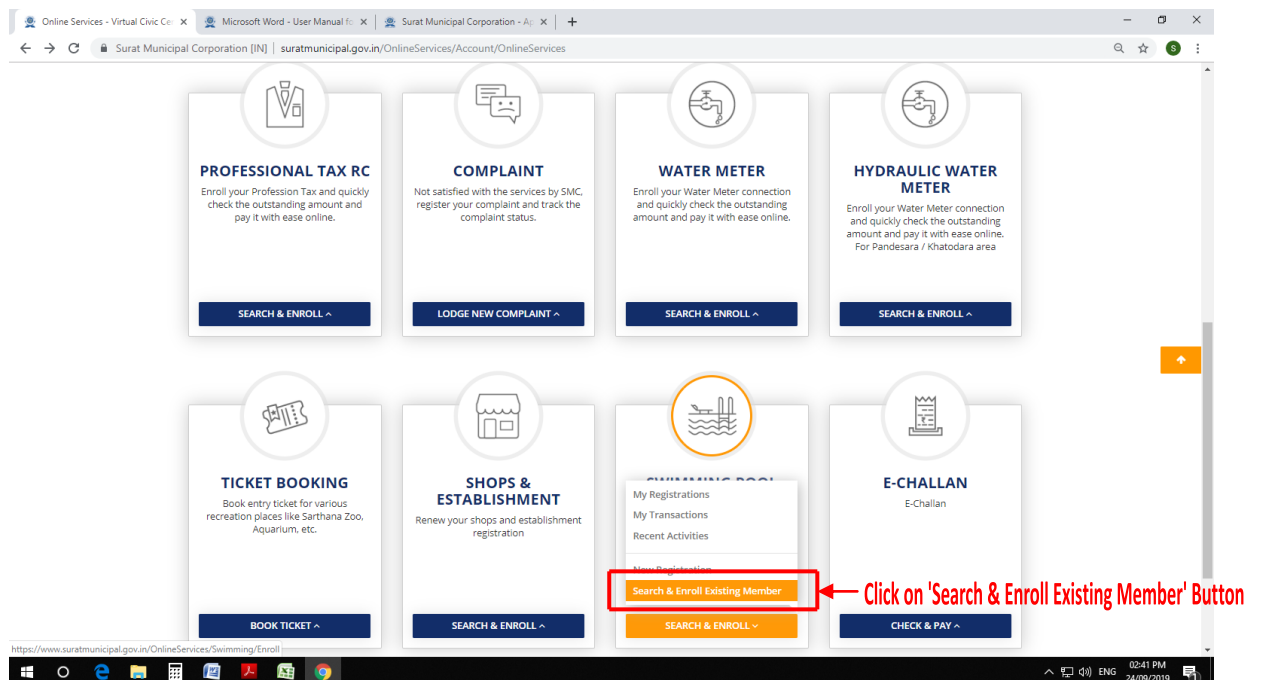 Online Services - Virtual Civic Ce
Microsoft Word - User Manual fo
Surat Municipal Corporation - Ap
Surat Municipal Corporation [IN] | suratmunicipal.gov.in/OnlineServices/Account/OnlineServices
S
PROFESSIONAL TAX RC
Enroll your Profession Tax and quickly
check the outstanding amount and
pay it with ease online.
SEARCH & ENROLL
COMPLAINT
Not satisfied with the services by SMC,
register your complaint and track the
complaint status.
LODGE NEW COMPLAINT
WATER METER
Enroll your Water Meter connection
and quickly check the outstanding
amount and pay it with ease online.
SEARCH & ENROLL
HYDRAULIC WATER
METER
Enroll your Water Meter connection
and quickly check the outstanding
amount and pay it with ease online.
For Pandesara / Khatodara area
SEARCH & ENROLL
TICKET BOOKING
Book entry ticket for various
recreation places like Sarthana Zoo,
Aquarium, etc.
BOOK TICKET
SHOPS &
ESTABLISHMENT
Renew your shops and establishment
registration
SEARCH & ENROLL
SWIMMING POOL
My Registrations
My Transactions
Recent Activities
New Registration
Search & Enroll Existing Member
SEARCH & ENROLL
E-CHALLAN
E-Challan
CHECK & PAY
Click on 'Search & Enroll Existing Member' Button
https://www.suratmunicipal.gov.in/OnlineServices/Swimming/Enroll
ENG
02:41 PM
24/09/2019
1